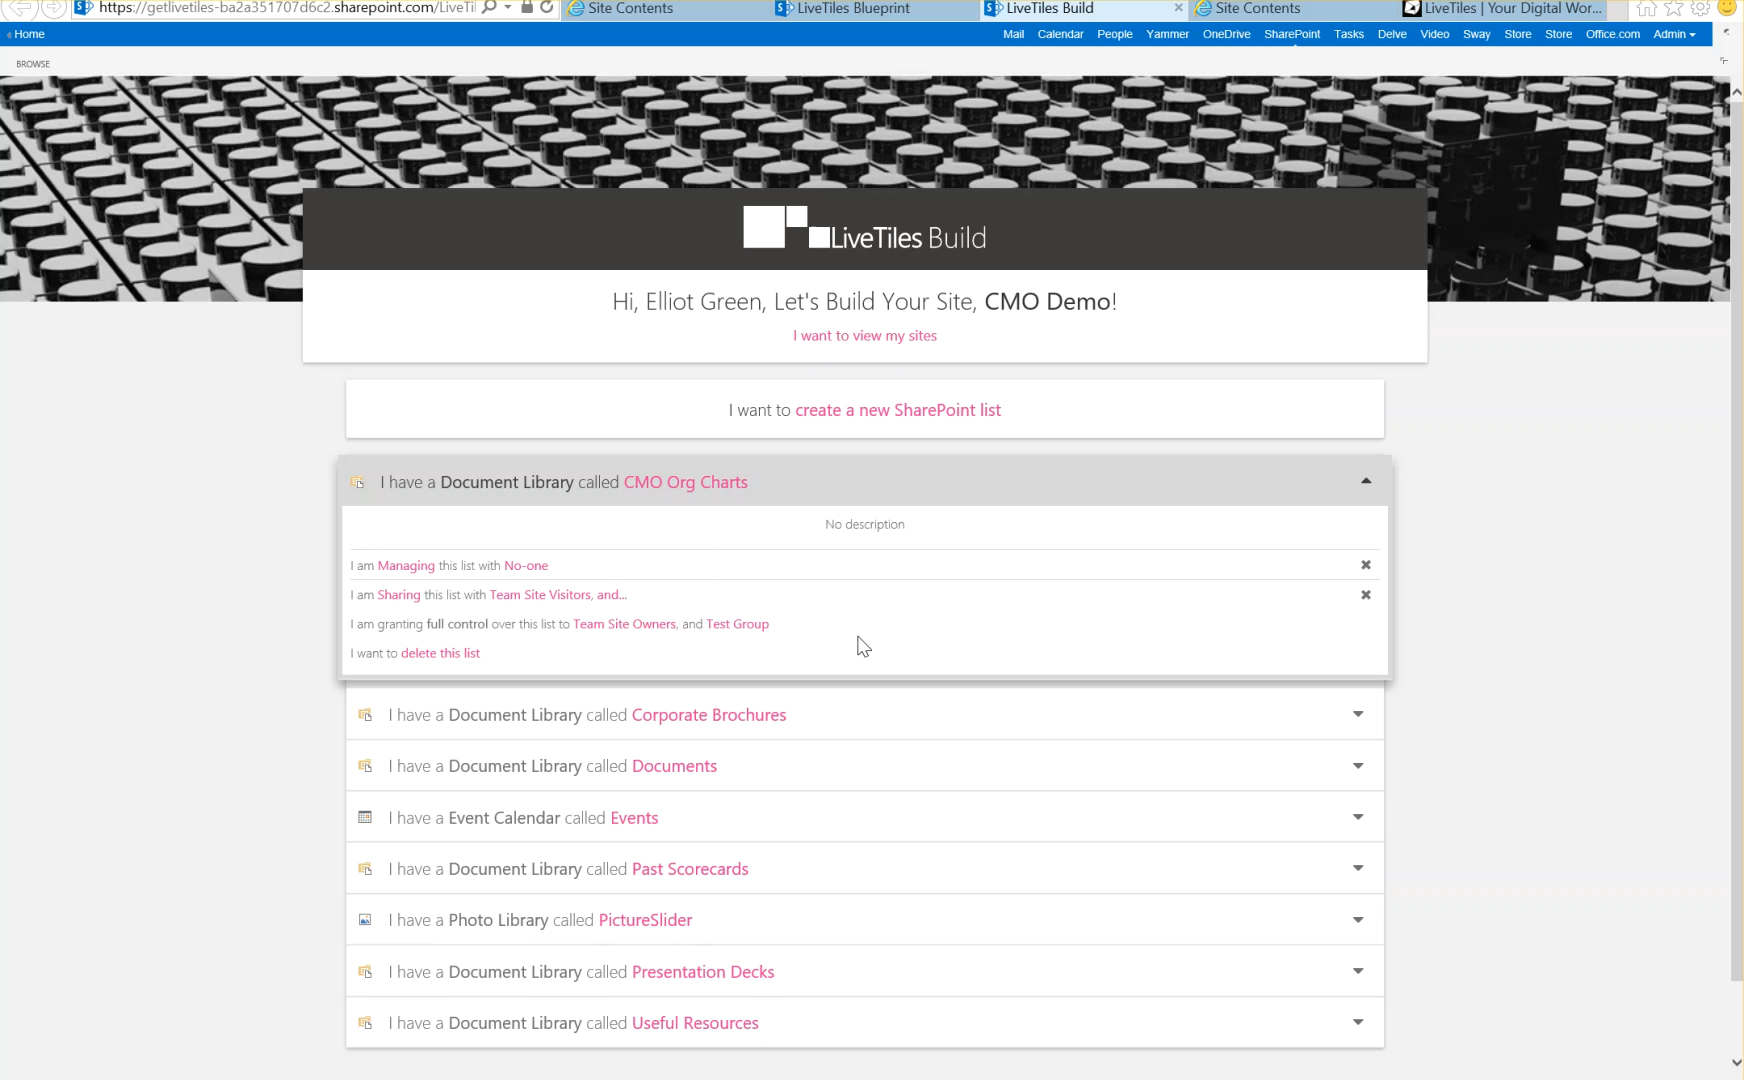 https://getlivetiles-ba2a351707d6c2.sharepoint.com/LiveTi
Site Contents
LiveTiles Blueprint
LiveTiles Build
Site Contents
LiveTiles | Your Digital Wor...
Home
Mail Calendar People Yammer OneDrive SharePoint Tasks Delve Video Sway Store Store Office.com Admin
BROWSE
LiveTiles Build
Hi, Elliot Green, Let's Build Your Site, CMO Demo!
I want to view my sites
I want to create a new SharePoint list
I have a Document Library called CMO Org Charts
No description
I am Managing this list with No-one
I am Sharing this list with Team Site Visitors, and...
I am granting full control over this list to Team Site Owners, and Test Group
I want to delete this list
I have a Document Library called Corporate Brochures
I have a Document Library called Documents
I have a Event Calendar called Events
I have a Document Library called Past Scorecards
I have a Photo Library called PictureSlider
I have a Document Library called Presentation Decks
I have a Document Library called Useful Resources